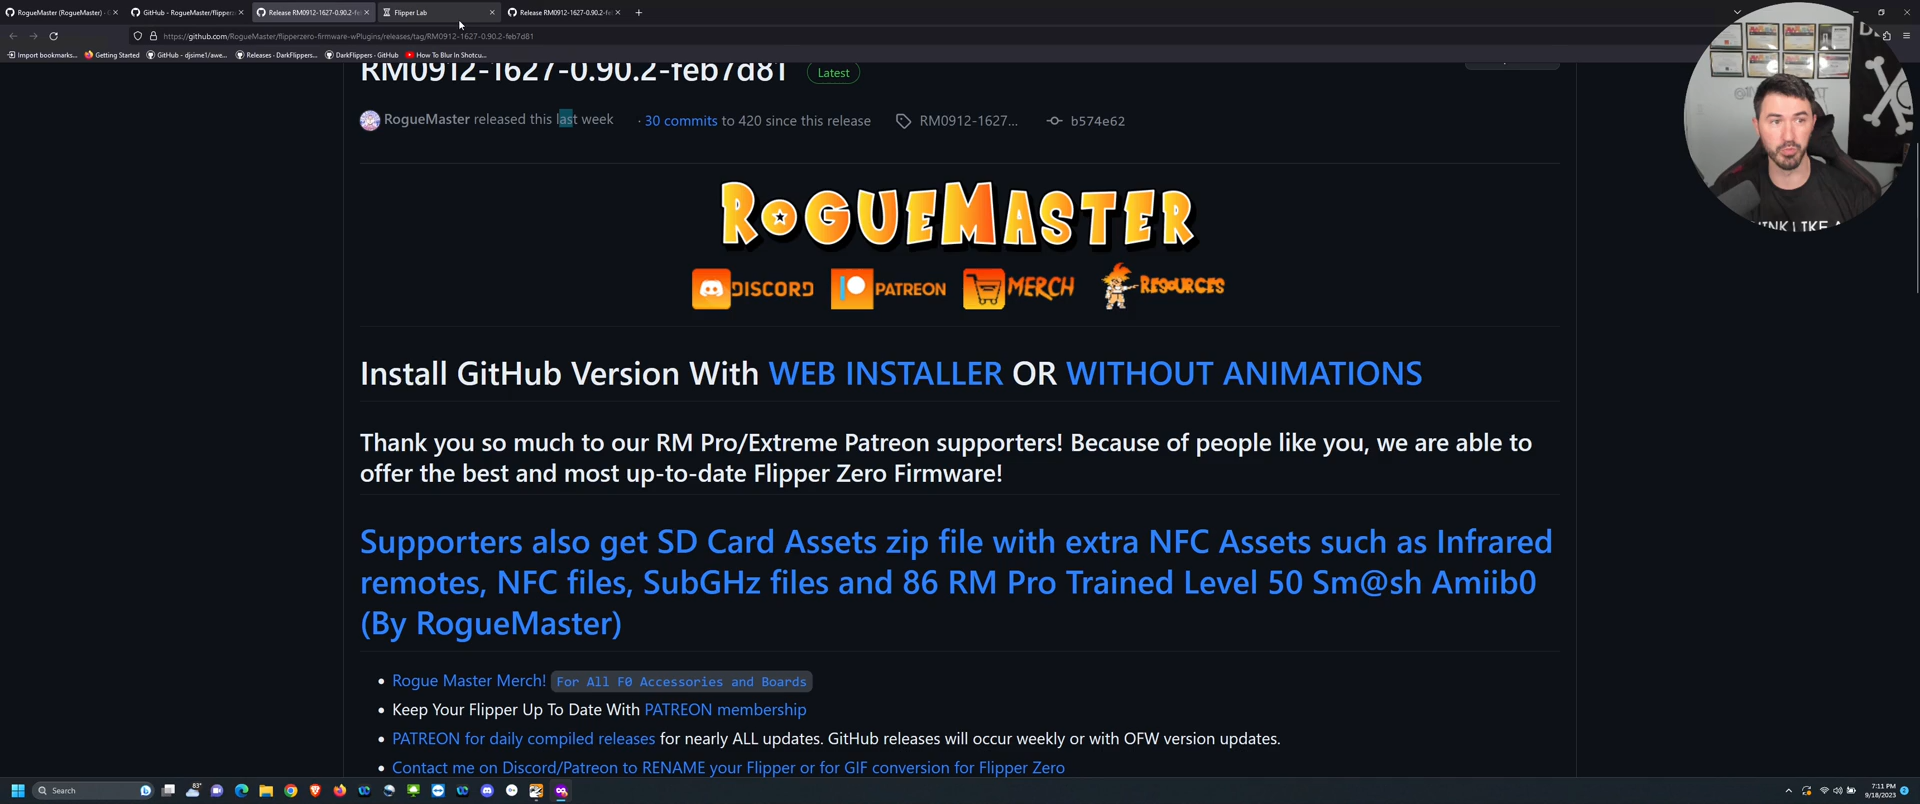 RogueMaster (RogueMaster) · G
GitHub - RogueMaster/flipperz
Release RM0912-1627-0.90.2-fe
Flipper Lab
Release RM0912-1627-0.90.2-fe
https://github.com/RogueMaster/flipperzero-firmware-wPlugins/releases/tag/RM0912-1627-0.90.2-feb7d81
Import bookmarks... Getting Started GitHub - djsime1/awe... Releases - DarkFlippers... DarkFlippers · GitHub How To Blur In Shotcu...
RM0912-1627-0.90.2-feb7d81 Latest
RogueMaster released this last week · 30 commits to 420 since this release RM0912-1627... b574e62
ROGUEMASTER
DISCORD PATREON MERCH RESOURCES
Install GitHub Version With WEB INSTALLER OR WITHOUT ANIMATIONS
Thank you so much to our RM Pro/Extreme Patreon supporters! Because of people like you, we are able to
offer the best and most up-to-date Flipper Zero Firmware!
Supporters also get SD Card Assets zip file with extra NFC Assets such as Infrared
remotes, NFC files, SubGHz files and 86 RM Pro Trained Level 50 Sm@sh Amiib0
(By RogueMaster)
• Rogue Master Merch! For All F0 Accessories and Boards
• Keep Your Flipper Up To Date With PATREON membership
• PATREON for daily compiled releases for nearly ALL updates. GitHub releases will occur weekly or with OFW version updates.
• Contact me on Discord/Patreon to RENAME your Flipper or for GIF conversion for Flipper Zero
Search
83°
7:11 PM
9/18/2023